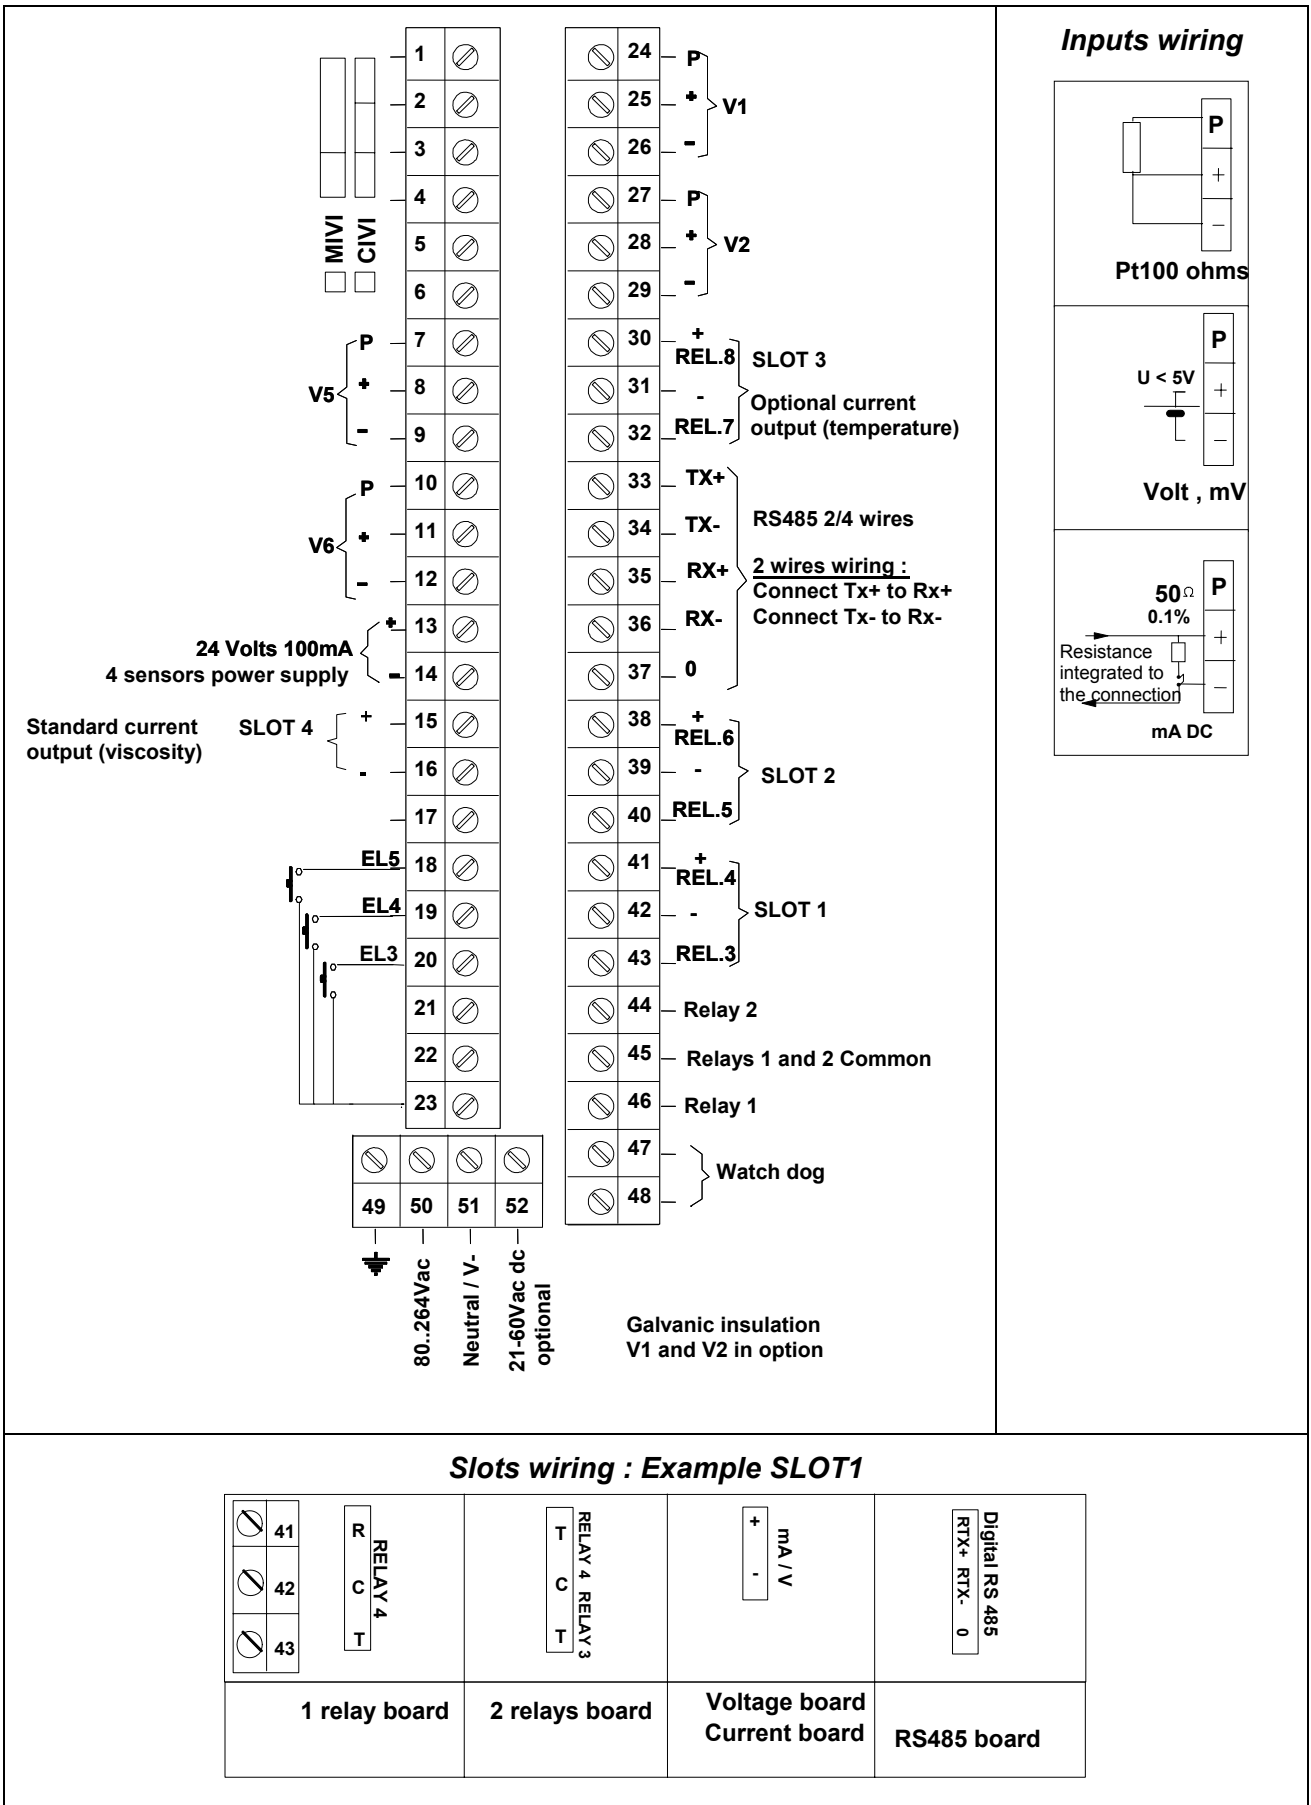 Inputs wiring
1
2
3
4
5
6
7
8
9
10
11
12
13
14
15
16
17
18
19
20
21
22
23
MIVI
CIVI
P
+
-
V5
P
+
-
V6
+
-
24 Volts 100mA
4 sensors power supply
Standard current
output (viscosity)
SLOT 4
+
-
EL5
EL4
EL3
49
50
51
52
80..264Vac
Neutral / V-
21-60Vac dc
optional
24
25
26
27
28
29
30
31
32
33
34
35
36
37
38
39
40
41
42
43
44
45
46
47
48
P
+
-
V1
P
+
-
V2
+
REL.8
-
REL.7
SLOT 3
Optional current
output (temperature)
TX+
TX-
RX+
RX-
0
RS485 2/4 wires
2 wires wiring :
Connect Tx+ to Rx+
Connect Tx- to Rx-
+
REL.6
-
REL.5
SLOT 2
+
REL.4
-
REL.3
SLOT 1
Relay 2
Relays 1 and 2 Common
Relay 1
Watch dog
Galvanic insulation
V1 and V2 in option
P
+
-
Pt100 ohms
P
+
-
U < 5V
Volt , mV
P
+
-
50Ω
0.1%
Resistance
integrated to
the connection
mA DC
Slots wiring : Example SLOT1
41
42
43
R
C
T
RELAY 4
1 relay board
T
C
T
RELAY 4 RELAY 3
2 relays board
+
-
mA / V
Voltage board
Current board
Digital RS 485
RTX+ RTX- 0
RS485 board